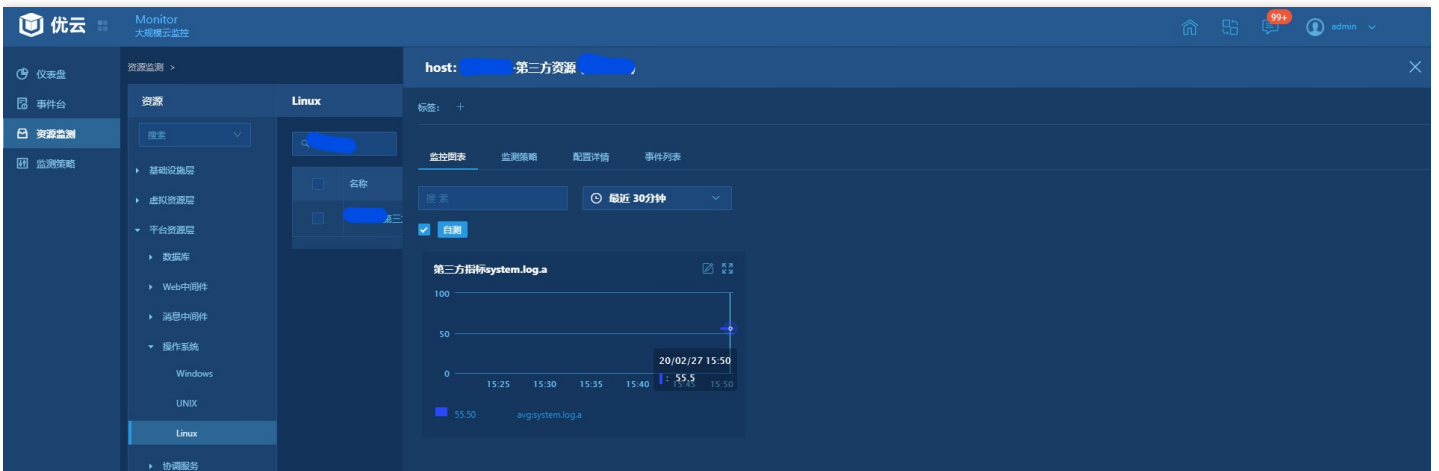 优云
Monitor
大规模云监控
99+
admin
仪表盘
事件台
资源监测
监测策略
资源监测 >
资源
搜索
基础设施层
虚拟资源层
平台资源层
数据库
Web中间件
消息中间件
操作系统
Windows
UNIX
Linux
协调服务
Linux
名称
第三
host: 第三方资源 (
标签: +
监控图表 监测策略 配置详情 事件列表
搜索 最近 30分钟
自测
第三方指标system.log.a
100
50
0
20/02/27 15:50
: 55.5
15:25 15:30 15:35 15:40 15:45 15:50
55.50 avg:system.log.a